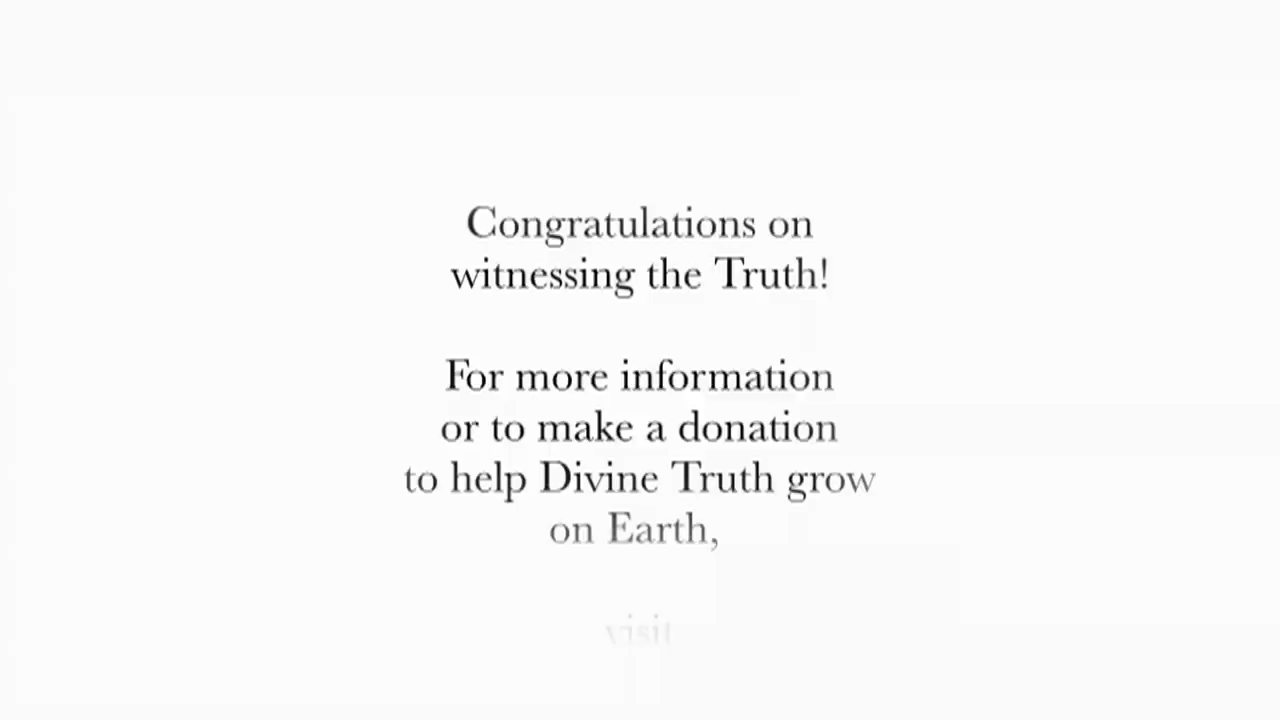 Congratulations on
witnessing the Truth!
For more information
or to make a donation
to help Divine Truth grow
on Earth,
visit